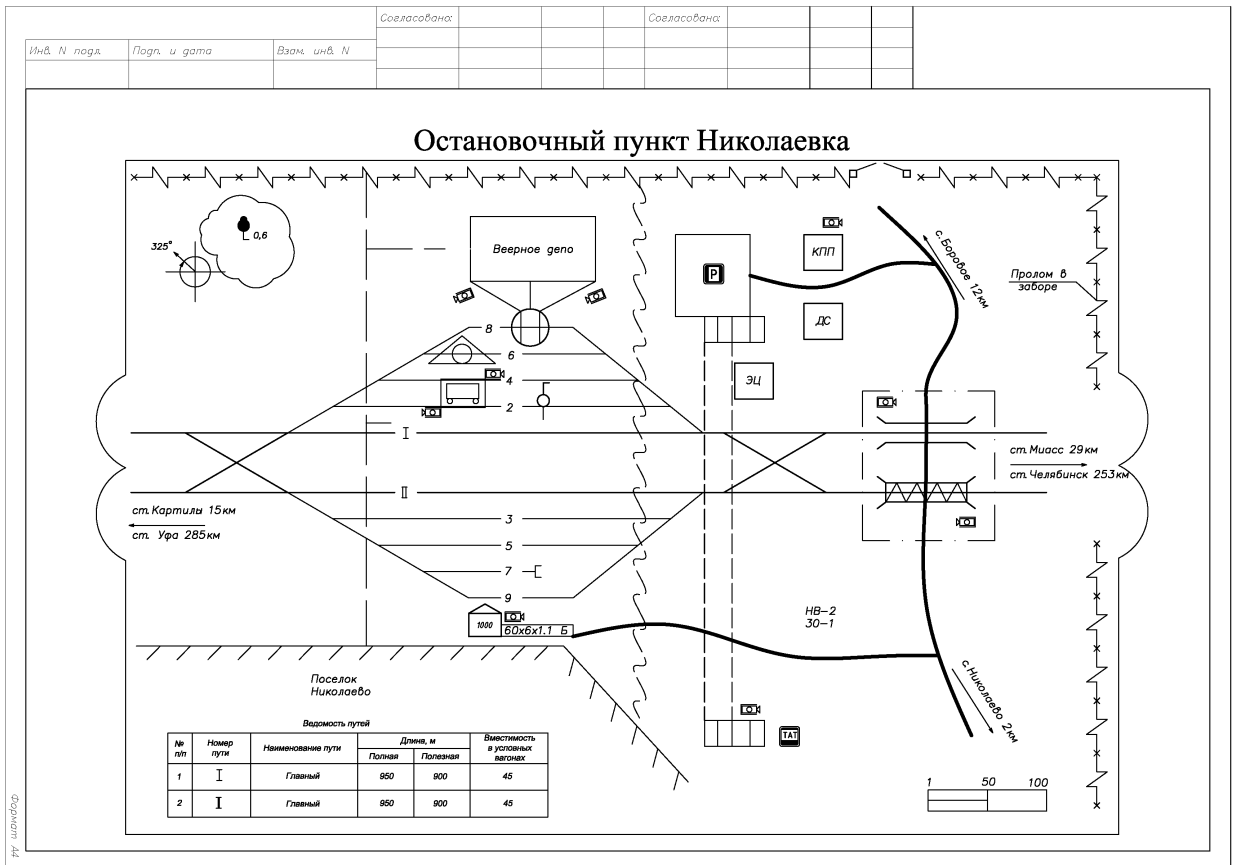 Согласовано:
Согласовано:
Инв. N подл.
Подп. и дата
Взам. инв. N
Остановочный пункт Николаевка
0,6
325°
Веерное депо
КПП
ДС
ЭЦ
P
с.Боровое 12км
Пролом в
заборе
8
6
4
2
I
II
3
5
7
9
ст.Миасс 29км
ст.Челябинск 253км
ст.Картилы 15км
ст. Уфа 285км
1000
60х6х1.1 Б
НВ-2
ЗО-1
с.Николаево 2км
ТАТ
Поселок
Николаево
Ведомость путей
№ п/п
Номер пути
Наименование пути
Длина, м
Полная
Полезная
Вместимость в условных вагонах
1 I Главный 950 900 45
2 I Главный 950 900 45
1 50 100
Формат А4